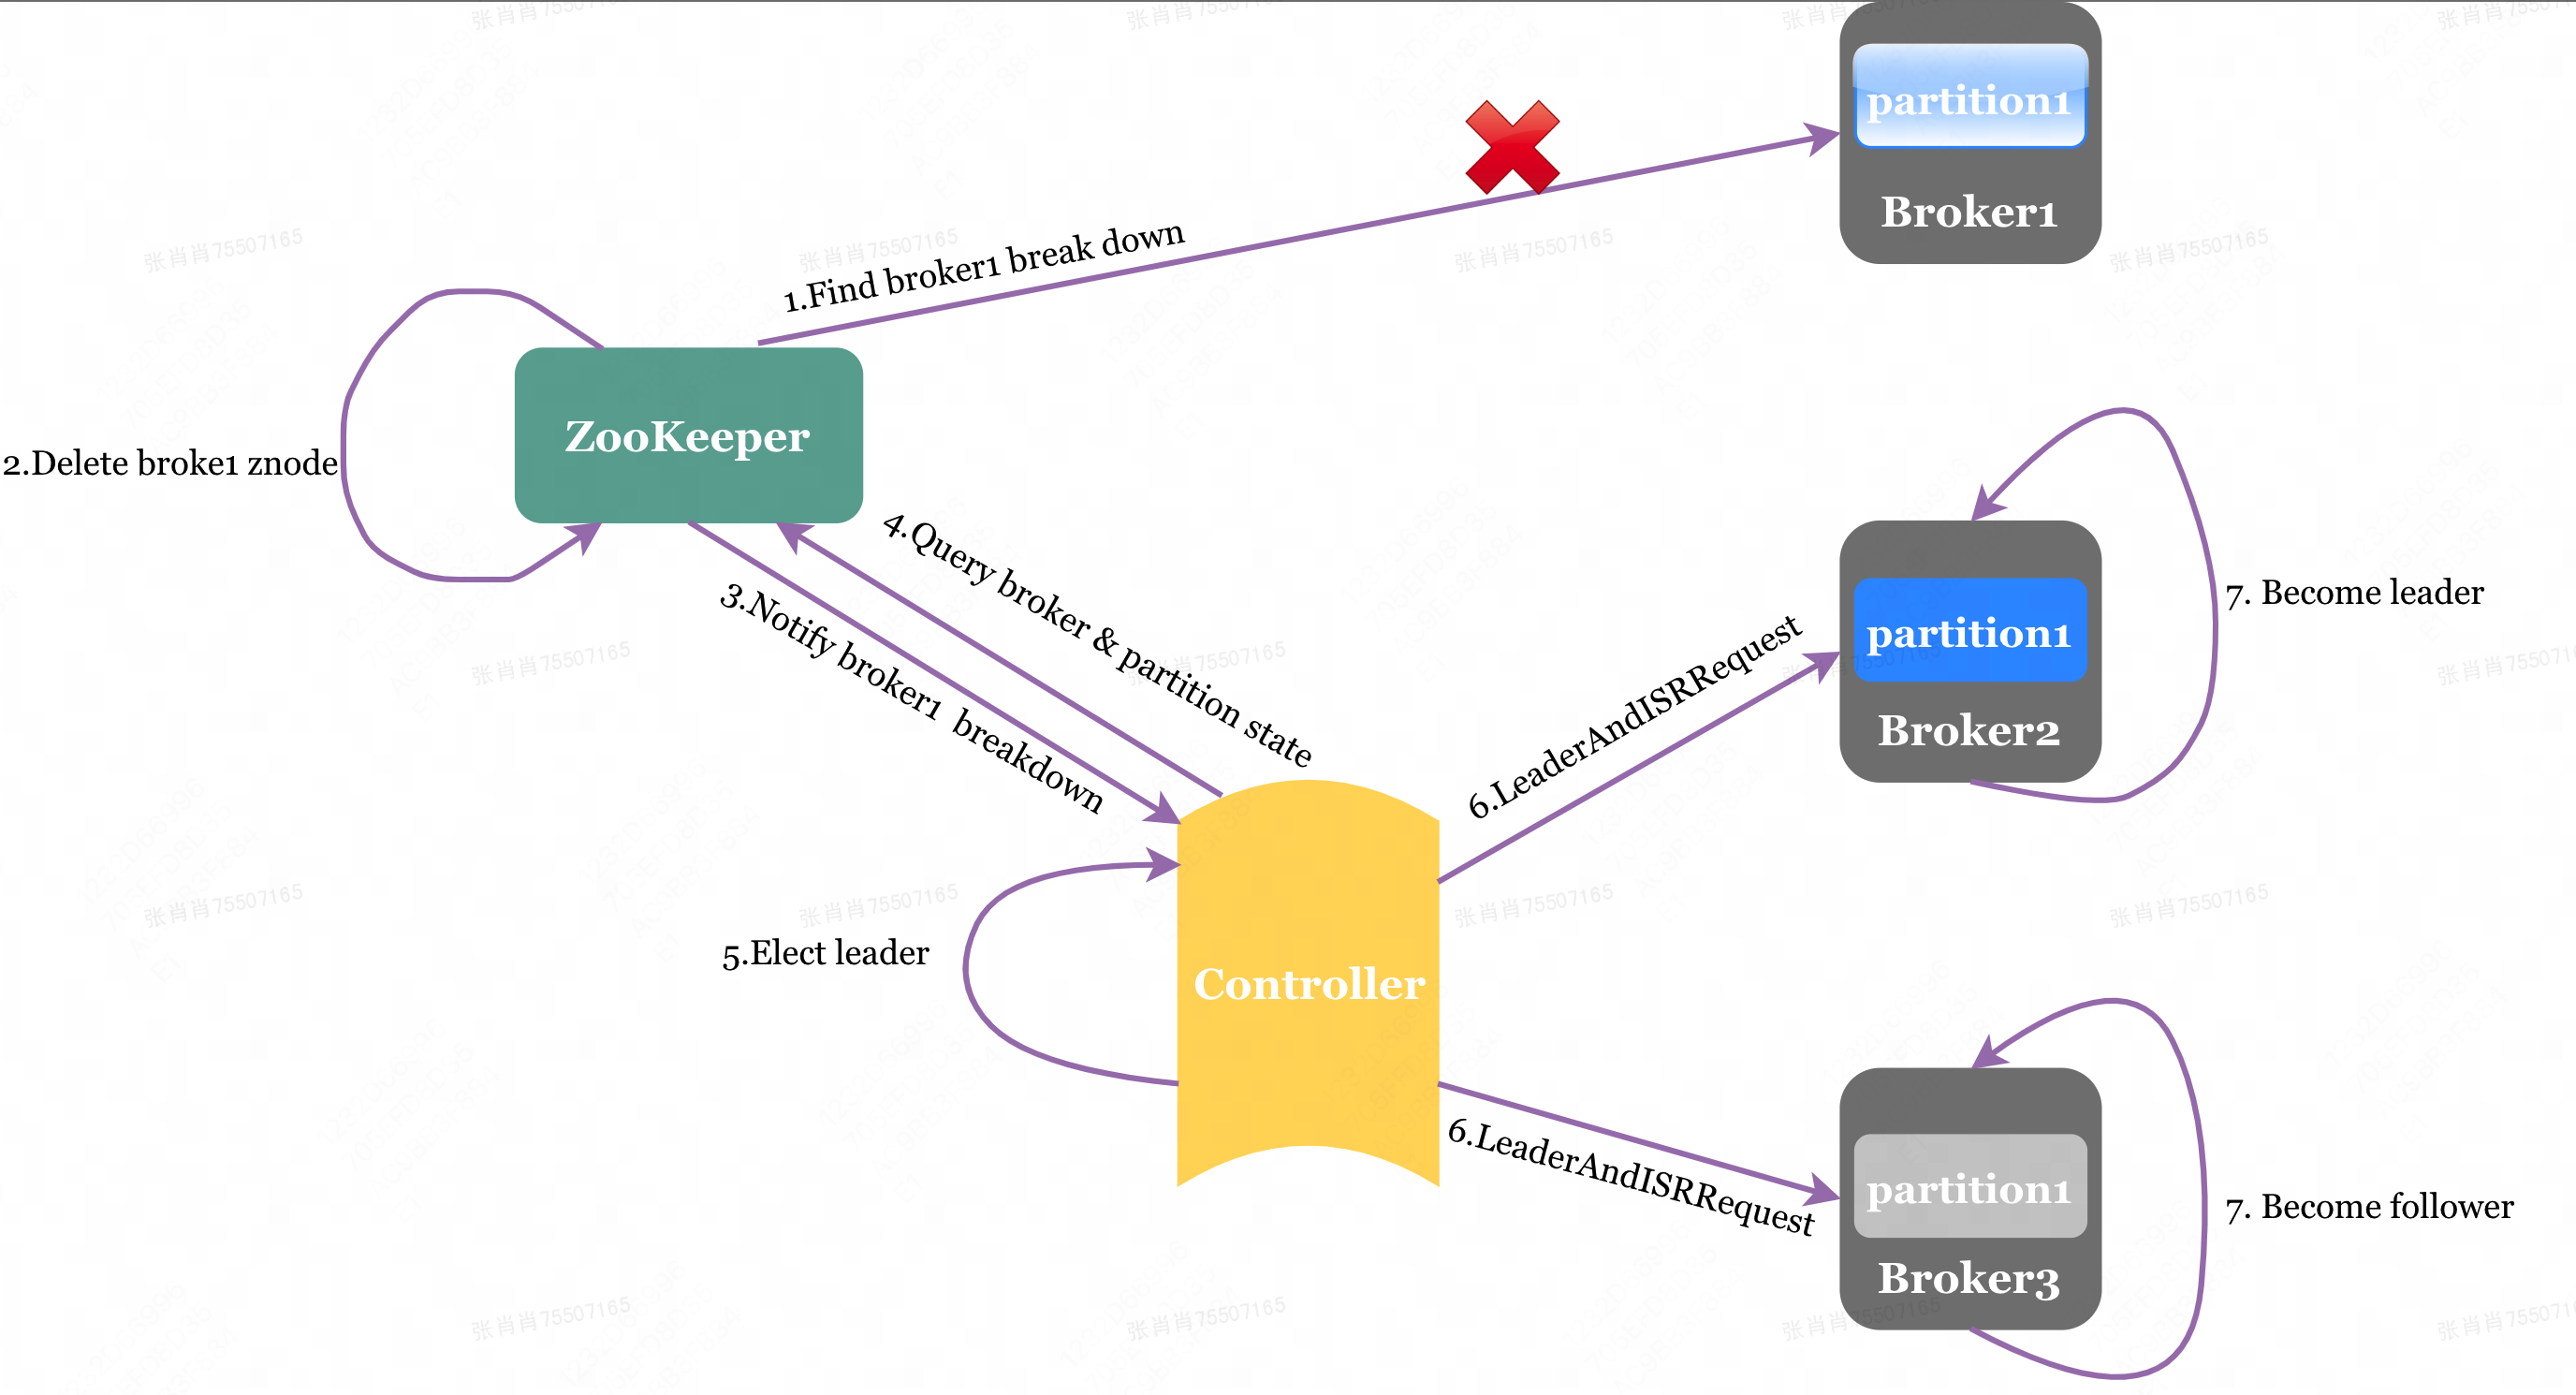 partition1
Broker1
1.Find broker1 break down
ZooKeeper
2.Delete broke1 znode
4.Query broker & partition state
3.Notify broker1 breakdown
6.LeaderAndISRRequest
partition1
Broker2
7. Become leader
5.Elect leader
Controller
6.LeaderAndISRRequest
partition1
Broker3
7. Become follower
张肖肖75507165